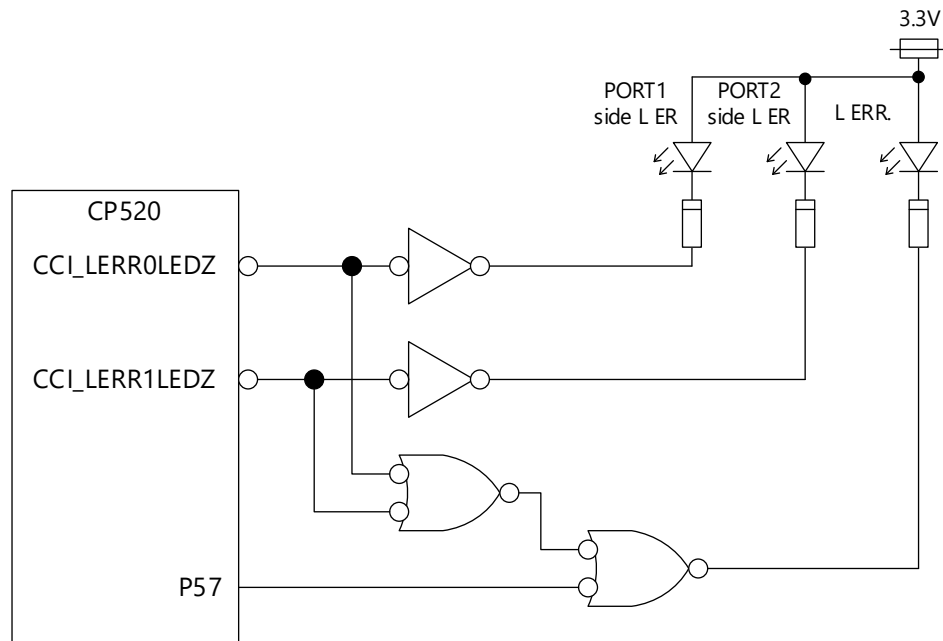 3.3V
PORT1
side L ER
PORT2
side L ER
L ERR.
CP520
CCI_LERR0LEDZ
CCI_LERR1LEDZ
P57